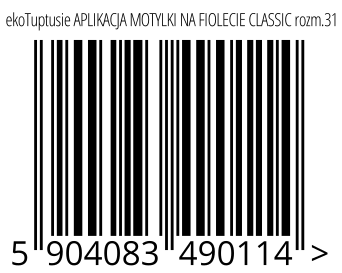 ekoTuptusie APLIKACJA MOTYLKI NA FIOLECIE CLASSIC rozm.31
5 904083 490114 >